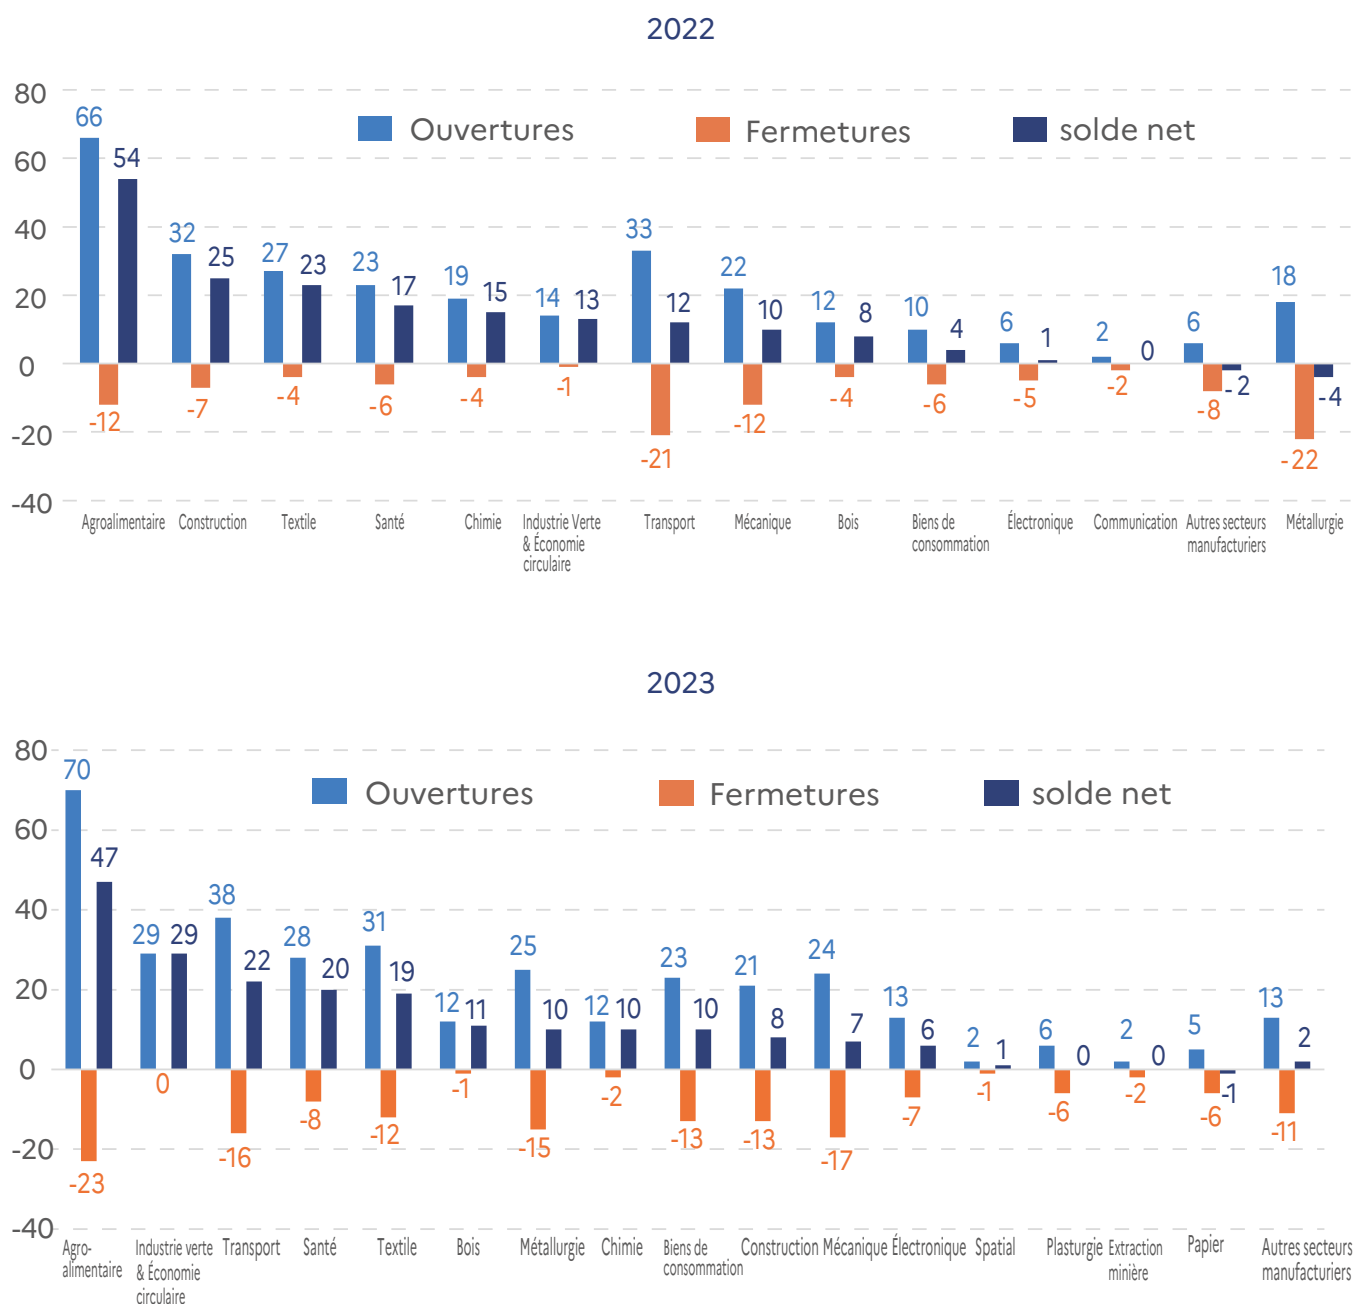 2022
80
60
40
20
0
-20
-40
Ouvertures
Fermetures
solde net
66
-12
54
32
-7
25
27
-4
23
23
-6
17
19
-4
15
14
-1
13
33
-21
12
22
-12
10
12
-4
8
10
-6
4
6
-5
1
2
-2
0
6
-8
-2
18
-22
-4
Agroalimentaire
Construction
Textile
Santé
Chimie
Industrie Verte
& Économie
circulaire
Transport
Mécanique
Bois
Biens de
consommation
Électronique
Communication
Autres secteurs
manufacturiers
Métallurgie
2023
80
60
40
20
0
-20
-40
Ouvertures
Fermetures
solde net
70
-23
47
29
0
29
38
-16
22
28
-8
20
31
-12
19
12
-1
11
25
-15
10
12
-2
10
23
-13
10
21
-13
8
24
-17
7
13
-7
6
2
-1
1
6
-6
0
2
-2
0
5
-6
-1
13
-11
2
Agro-
alimentaire
Industrie verte
& Économie
circulaire
Transport
Santé
Textile
Bois
Métallurgie
Chimie
Biens de
consommation
Construction
Mécanique
Électronique
Spatial
Plasturgie
Extraction
minière
Papier
Autres secteurs
manufacturiers